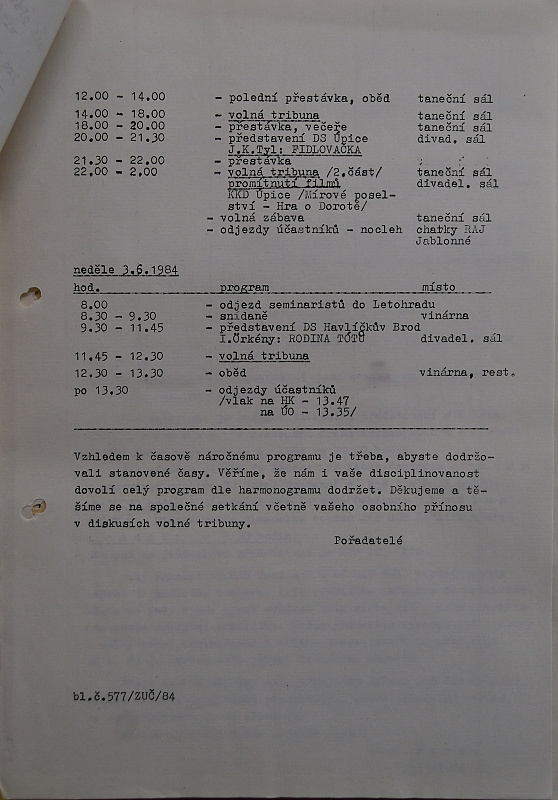 12.00 - 14.00 - polední přestávka, oběd taneční sál
14.00 - 18.00 - volná tribuna taneční sál
18.00 - 20.00 - přestávka, večeře taneční sál
20.00 - 21.30 - představení DS Úpice divad. sál
J.K.Tyl: FIDLOVAČKA
21.30 - 22.00 - přestávka
22.00 - 2.00 - volná tribuna /2.část/ taneční sál
promítnutí filmů divadel. sál
KKD Úpice /Mírové posel-
ství - Hra o Dorotě/
- volná zábava taneční sál
- odjezdy účastníků - nocleh chatky RAJ
Jablonné
neděle 3.6.1984
hod. program místo
8.00 - odjezd seminaristů do Letohradu
8.30 - 9.30 - snídaně vinárna
9.30 - 11.45 - představení DS Havlíčkův Brod
I.Örkény: RODINA TÓTŮ divadel. sál
11.45 - 12.30 - volná tribuna
12.30 - 13.30 - oběd vinárna, rest.
po 13.30 - odjezdy účastníků
/vlak na HK - 13.47
na ÚO - 13.35/
Vzhledem k časově náročnému programu je třeba, abyste dodržo-
vali stanovené časy. Věříme, že nám i vaše disciplinovanost
dovolí celý program dle harmonogramu dodržet. Děkujeme a tě-
šíme se na společné setkání včetně vašeho osobního přínosu
v diskusích volné tribuny.
Pořadatelé
bl.č.577/ZUČ/84